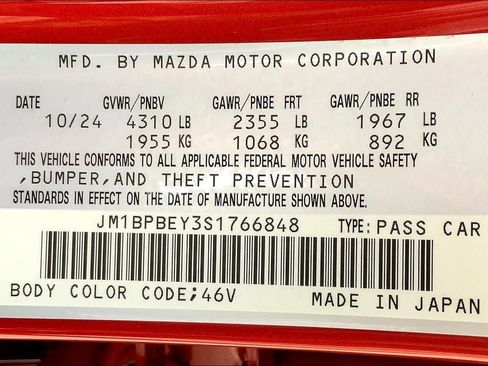 MFD. BY MAZDA MOTOR CORPORATION
DATE GVWR/PNBV GAWR/PNBE FRT GAWR/PNBE RR
10/24 4310 LB 2355 LB 1967 LB
1955 KG 1068 KG 892 KG
THIS VEHICLE CONFORMS TO ALL APPLICABLE FEDERAL MOTOR VEHICLE SAFETY
,BUMPER,AND THEFT PREVENTION
STANDARDS IN EFFECT ON THE DATE OF MANUFACTURE SHOWN ABOVE.
JM1BPBEY3S1766848 TYPE: PASS CAR
BODY COLOR CODE;46V MADE IN JAPAN